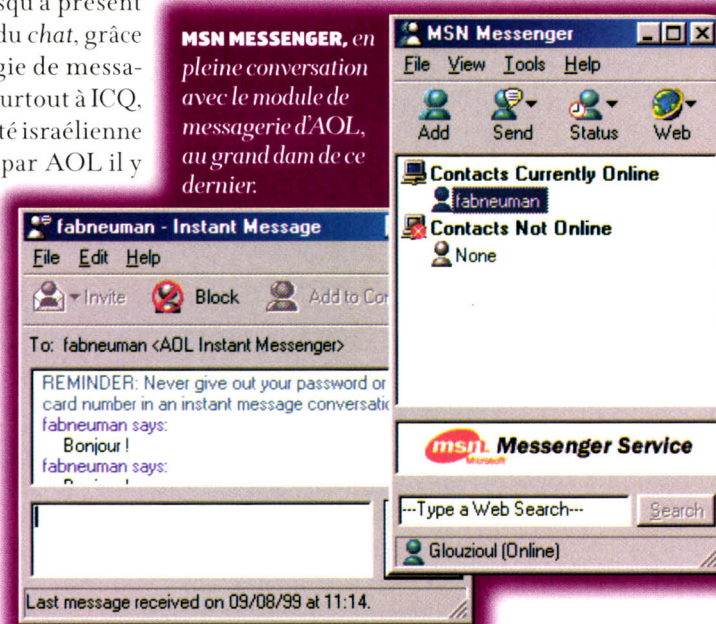 squ'à présent
du chat, grâce
gie de messa-
urtout à ICQ,
té israélienne
par AOL il y
MSN MESSENGER, en
pleine conversation
avec le module de
messagerie d'AOL,
au grand dam de ce
dernier.
fabneuman - Instant Message
File Edit Help
Invite Block Add to Con
To: fabneuman <AOL Instant Messenger>
REMINDER: Never give out your password or
card number in an instant message conversatio
fabneuman says:
Bonjour !
fabneuman says:
Last message received on 09/08/99 at 11:14.
MSN Messenger
File View Tools Help
Add Send Status Web
Contacts Currently Online
fabneuman
Contacts Not Online
None
msn Messenger Service
Microsoft
---Type a Web Search--- Search
Glouzioul (Online)